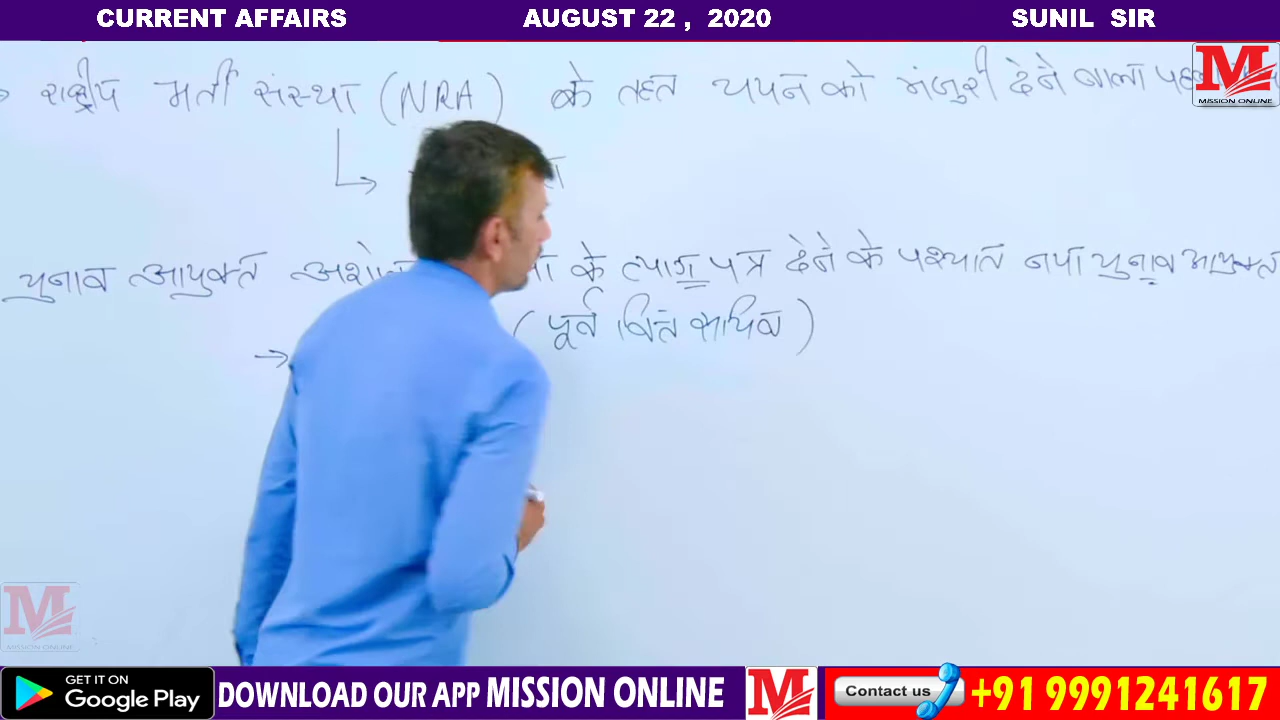 CURRENT AFFAIRS AUGUST 22 , 2020 SUNIL SIR
M
MISSION ONLINE
राष्ट्रीय भर्ती संस्था (NRA) के तहत चयन को मंजूरी देने वाला
चुनाव आयुक्त के त्याग पत्र देने के पश्चात नया चुनाव आयुक्त
(पूर्व वित्त सचिव)
M
MISSION ONLINE
GET IT ON
Google Play
DOWNLOAD OUR APP MISSION ONLINE
M
Contact us +91 9991241617